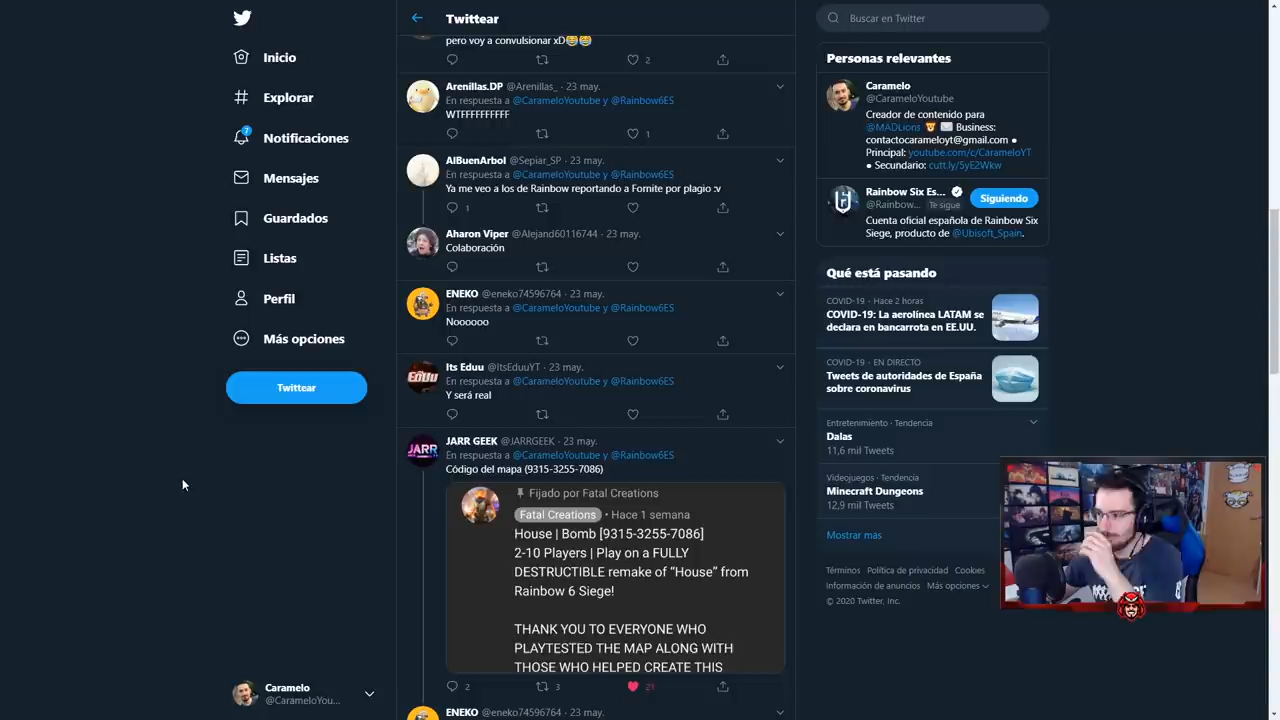 Inicio
Explorar
7
Notificaciones
Mensajes
Guardados
Listas
Perfil
Más opciones
Twittear
Caramelo
@CarameloYou...
Twittear
pero voy a convulsionar xD😂😂
2
Arenillas.DP @Arenillas_ · 23 may.
En respuesta a @CarameloYoutube y @Rainbow6ES
WTFFFFFFFFFF
1
AlBuenArbol @Sepiar_SP · 23 may.
En respuesta a @CarameloYoutube y @Rainbow6ES
Ya me veo a los de Rainbow reportando a Fornite por plagio :v
1
Aharon Viper @Alejand60116744 · 23 may.
Colaboración
ENEKO @eneko74596764 · 23 may.
En respuesta a @CarameloYoutube y @Rainbow6ES
Noooooo
Its Eduu @ItsEduuYT · 23 may.
En respuesta a @CarameloYoutube y @Rainbow6ES
Y será real
JARR GEEK @JARRGEEK · 23 may.
En respuesta a @CarameloYoutube y @Rainbow6ES
Código del mapa (9315-3255-7086)
Fijado por Fatal Creations
Fatal Creations • Hace 1 semana
House | Bomb [9315-3255-7086]
2-10 Players | Play on a FULLY
DESTRUCTIBLE remake of “House” from
Rainbow 6 Siege!
THANK YOU TO EVERYONE WHO
PLAYTESTED THE MAP ALONG WITH
THOSE WHO HELPED CREATE THIS
2 3 21
ENEKO @eneko74596764 · 23 may.
Buscar en Twitter
Personas relevantes
Caramelo
@CarameloYoutube
Creador de contenido para
@MADLions 🦁 ✉️ Business:
contactocarameloyt@gmail.com ●
Principal: youtube.com/c/CarameloYT
● Secundario: cutt.ly/5yE2Wkw
Rainbow Six Es...
@Rainbow... Te sigue
Siguiendo
Cuenta oficial española de Rainbow Six
Siege, producto de @Ubisoft_Spain.
Qué está pasando
COVID-19 · Hace 2 horas
COVID-19: La aerolínea LATAM se
declara en bancarrota en EE.UU.
COVID-19 · EN DIRECTO
Tweets de autoridades de España
sobre coronavirus
Entretenimiento · Tendencia
Dalas
11,6 mil Tweets
Videojuegos · Tendencia
Minecraft Dungeons
12,9 mil Tweets
Mostrar más
Términos Política de privacidad Cookies
Información de anuncios Más opciones
© 2020 Twitter, Inc.